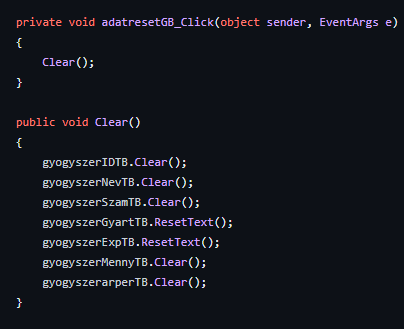 private void adatresetGB_Click(object sender, EventArgs e)
{
    Clear();
}

public void Clear()
{
    gyogyszerIDTB.Clear();
    gyogyszerNevTB.Clear();
    gyogyszerSzamTB.Clear();
    gyogyszerGyartTB.ResetText();
    gyogyszerExpTB.ResetText();
    gyogyszerMennyTB.Clear();
    gyogyszerarperTB.Clear();
}